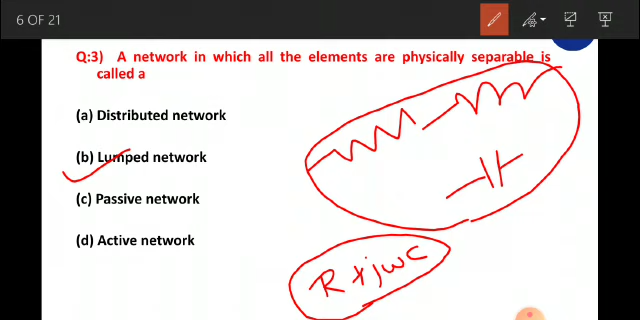 6 OF 21
Q:3) A network in which all the elements are physically separable is
called a
(a) Distributed network
(b) Lumped network
(c) Passive network
(d) Active network
R+jwc